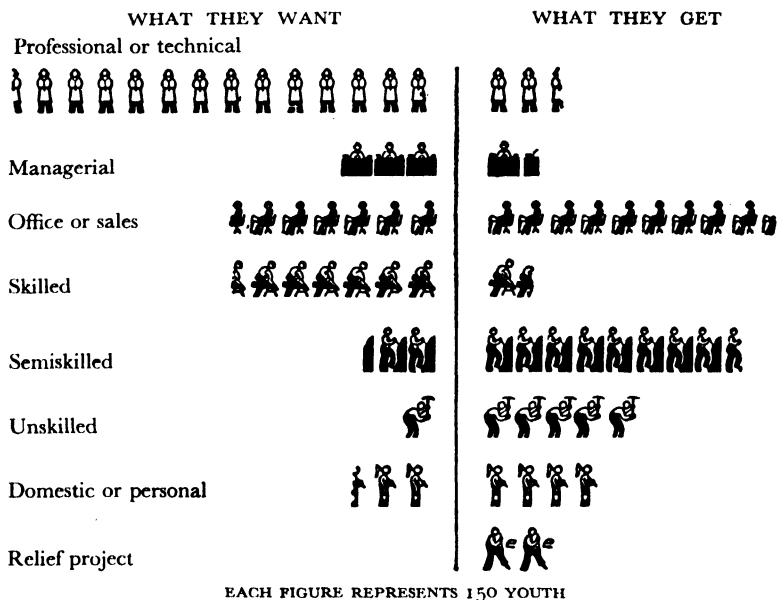 WHAT THEY WANT
WHAT THEY GET
Professional or technical
Managerial
Office or sales
Skilled
Semiskilled
Unskilled
Domestic or personal
Relief project
EACH FIGURE REPRESENTS 150 YOUTH